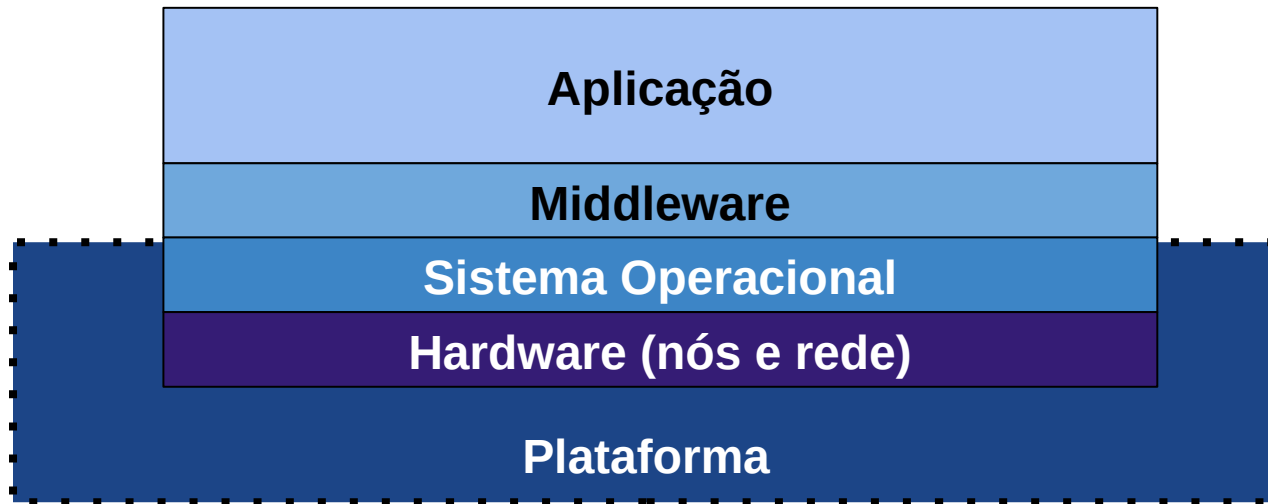 Aplicação
Middleware
Sistema Operacional
Hardware (nós e rede)
Plataforma